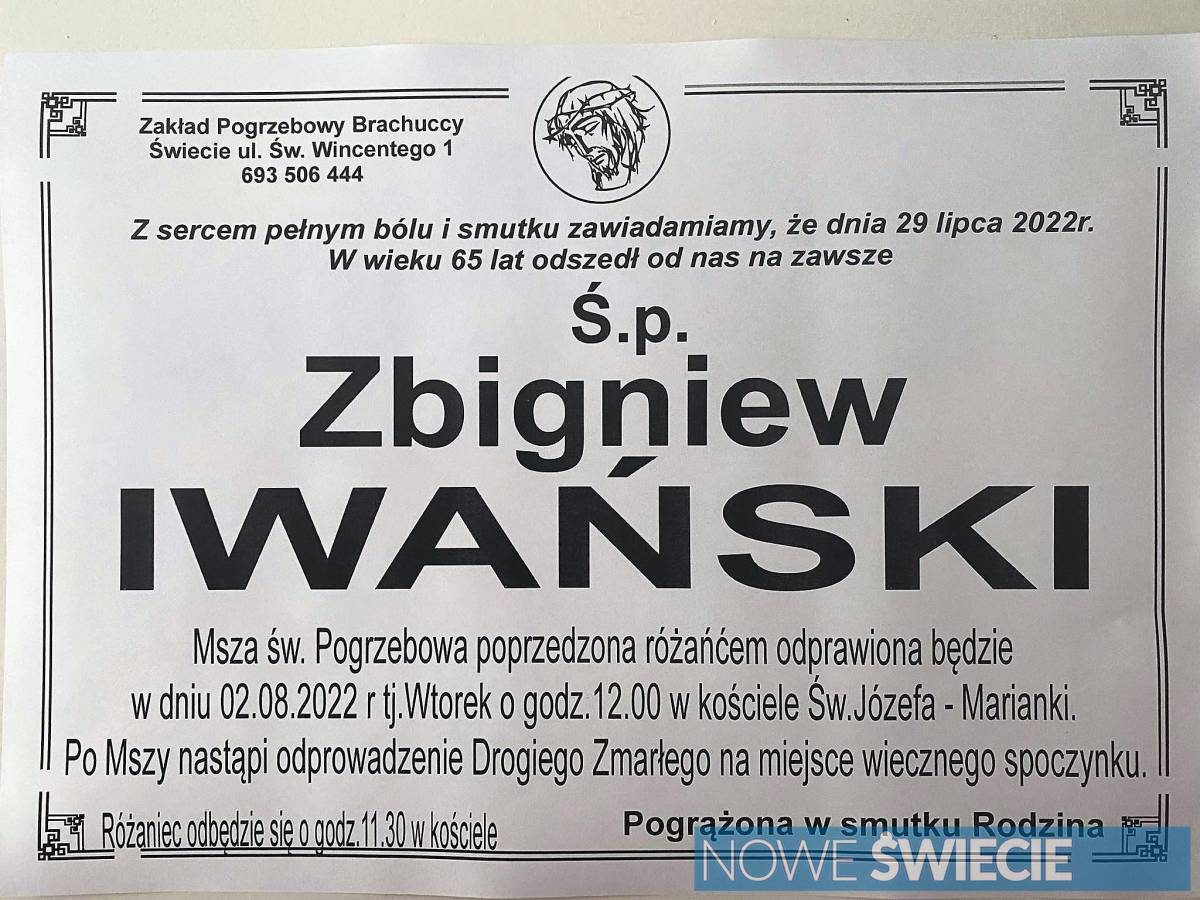 Zakład Pogrzebowy Brachuccy
Świecie ul. Św. Wincentego 1
693 506 444
Z sercem pełnym bólu i smutku zawiadamiamy, że dnia 29 lipca 2022r.
W wieku 65 lat odszedł od nas na zawsze
Ś.p.
Zbigniew
IWAŃSKI
Msza św. Pogrzebowa poprzedzona różańćem odprawiona będzie
w dniu 02.08.2022 r tj.Wtorek o godz.12.00 w kościele Św.Józefa - Marianki.
Po Mszy nastąpi odprowadzenie Drogiego Zmarłego na miejsce wiecznego spoczynku.
Różaniec odbędzie się o godz.11.30 w kościele
Pogrążona w smutku Rodzina
NOWE ŚWIECIE